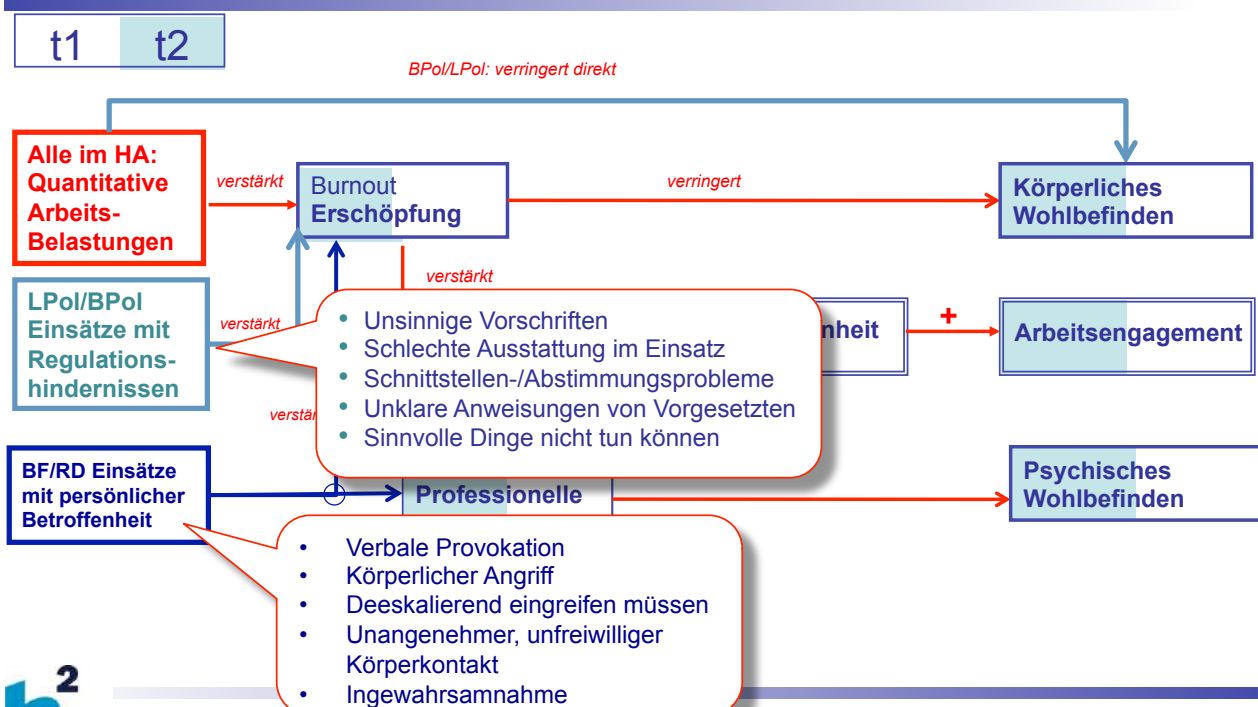 t1 t2
BPol/LPol: verringert direkt
Alle im HA:
Quantitative
Arbeits-
Belastungen
verstärkt
Burnout
Erschöpfung
verringert
Körperliches
Wohlbefinden
verstärkt
LPol/BPol
Einsätze mit
Regulations-
hindernissen
verstärkt
• Unsinnige Vorschriften
• Schlechte Ausstattung im Einsatz
• Schnittstellen-/Abstimmungsprobleme
• Unklare Anweisungen von Vorgesetzten
• Sinnvolle Dinge nicht tun können
nheit
+
Arbeitsengagement
verstär
BF/RD Einsätze
mit persönlicher
Betroffenheit
Professionelle
Psychisches
Wohlbefinden
• Verbale Provokation
• Körperlicher Angriff
• Deeskalierend eingreifen müssen
• Unangenehmer, unfreiwilliger
Körperkontakt
• Ingewahrsamnahme
2